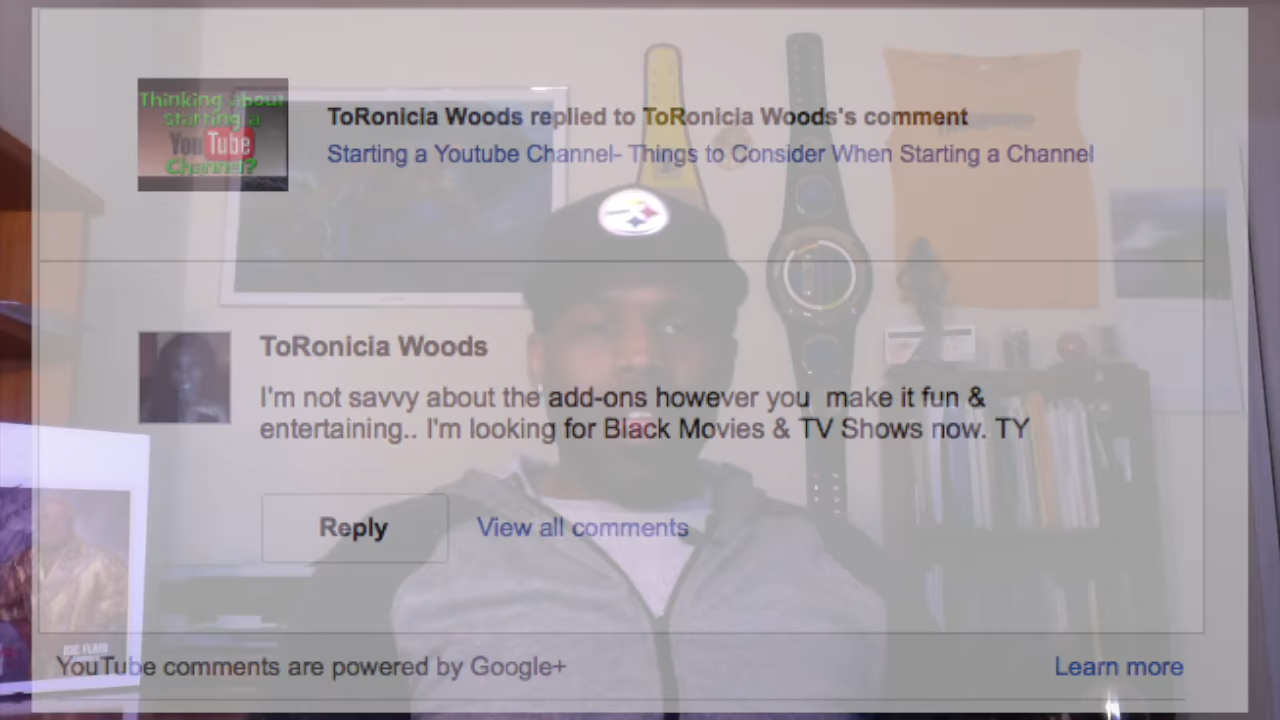 Thinking about
Starting a
YouTube
Channel?
ToRonicia Woods replied to ToRonicia Woods's comment
Starting a Youtube Channel- Things to Consider When Starting a Channel
ToRonicia Woods
I'm not savvy about the add-ons however you make it fun &
entertaining.. I'm looking for Black Movies & TV Shows now. TY
Reply View all comments
RIC FLAIR
YouTube comments are powered by Google+
Learn more